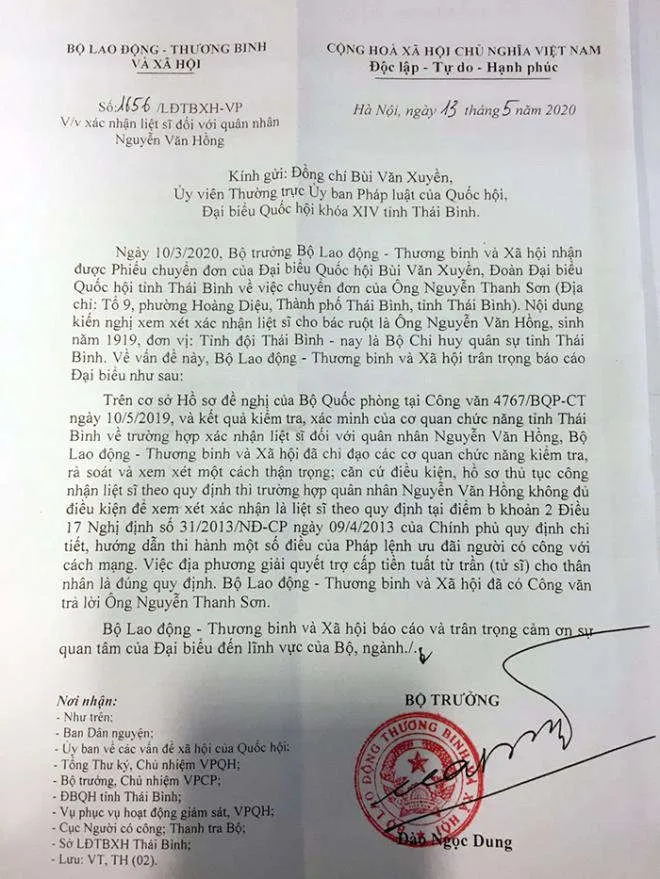 BỘ LAO ĐỘNG - THƯƠNG BINH
VÀ XÃ HỘI
CỘNG HOÀ XÃ HỘI CHỦ NGHĨA VIỆT NAM
Độc lập - Tự do - Hạnh phúc
Số: 1656 /LĐTBXH-VP
V/v xác nhận liệt sĩ đối với quân nhân
Nguyễn Văn Hồng
Hà Nội, ngày 13 tháng 5 năm 2020
Kính gửi: Đồng chí Bùi Văn Xuyền,
Ủy viên Thường trực Ủy ban Pháp luật của Quốc hội,
Đại biểu Quốc hội khóa XIV tỉnh Thái Bình.
Ngày 10/3/2020, Bộ trưởng Bộ Lao động - Thương binh và Xã hội nhận
được Phiếu chuyển đơn của Đại biểu Quốc hội Bùi Văn Xuyền, Đoàn Đại biểu
Quốc hội tỉnh Thái Bình về việc chuyển đơn của Ông Nguyễn Thanh Sơn (Địa
chỉ: Tổ 9, phường Hoàng Diệu, Thành phố Thái Bình, tỉnh Thái Bình). Nội dung
kiến nghị xem xét xác nhận liệt sĩ cho bác ruột là Ông Nguyễn Văn Hồng, sinh
năm 1919, đơn vị: Tỉnh đội Thái Bình - nay là Bộ Chỉ huy quân sự tỉnh Thái
Bình. Về vấn đề này, Bộ Lao động - Thương binh và Xã hội trân trọng báo cáo
Đại biểu như sau:
Trên cơ sở Hồ sơ đề nghị của Bộ Quốc phòng tại Công văn 4767/BQP-CT
ngày 10/5/2019, và kết quả kiểm tra, xác minh của cơ quan chức năng tỉnh Thái
Bình về trường hợp xác nhận liệt sĩ đối với quân nhân Nguyễn Văn Hồng, Bộ
Lao động - Thương binh và Xã hội đã chỉ đạo các cơ quan chức năng kiểm tra,
rà soát và xem xét một cách thận trọng; căn cứ điều kiện, hồ sơ thủ tục công
nhận liệt sĩ theo quy định thì trường hợp quân nhân Nguyễn Văn Hồng không đủ
điều kiện để xem xét xác nhận là liệt sĩ theo quy định tại điểm b khoản 2 Điều
17 Nghị định số 31/2013/NĐ-CP ngày 09/4/2013 của Chính phủ quy định chi
tiết, hướng dẫn thi hành một số điều của Pháp lệnh ưu đãi người có công với
cách mạng. Việc địa phương giải quyết trợ cấp tiền tuất từ trần (tử sĩ) cho thân
nhân là đúng quy định. Bộ Lao động - Thương binh và Xã hội đã có Công văn
trả lời Ông Nguyễn Thanh Sơn.
Bộ Lao động - Thương binh và Xã hội báo cáo và trân trọng cảm ơn sự
quan tâm của Đại biểu đến lĩnh vực của Bộ, ngành./.
Nơi nhận:
- Như trên;
- Ban Dân nguyện;
- Ủy ban về các vấn đề xã hội của Quốc hội;
- Tổng Thư ký, Chủ nhiệm VPQH;
- Bộ trưởng, Chủ nhiệm VPCP;
- ĐBQH tỉnh Thái Bình;
- Vụ phục vụ hoạt động giám sát, VPQH;
- Cục Người có công; Thanh tra Bộ;
- Sở LĐTBXH Thái Bình;
- Lưu: VT, TH (02).
BỘ TRƯỞNG
BỘ LAO ĐỘNG THƯƠNG BINH VÀ XÃ HỘI
Đào Ngọc Dung